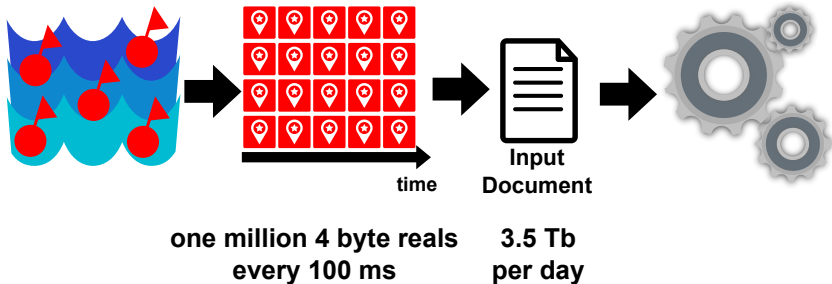 time
Input
Document
one million 4 byte reals
every 100 ms
3.5 Tb
per day